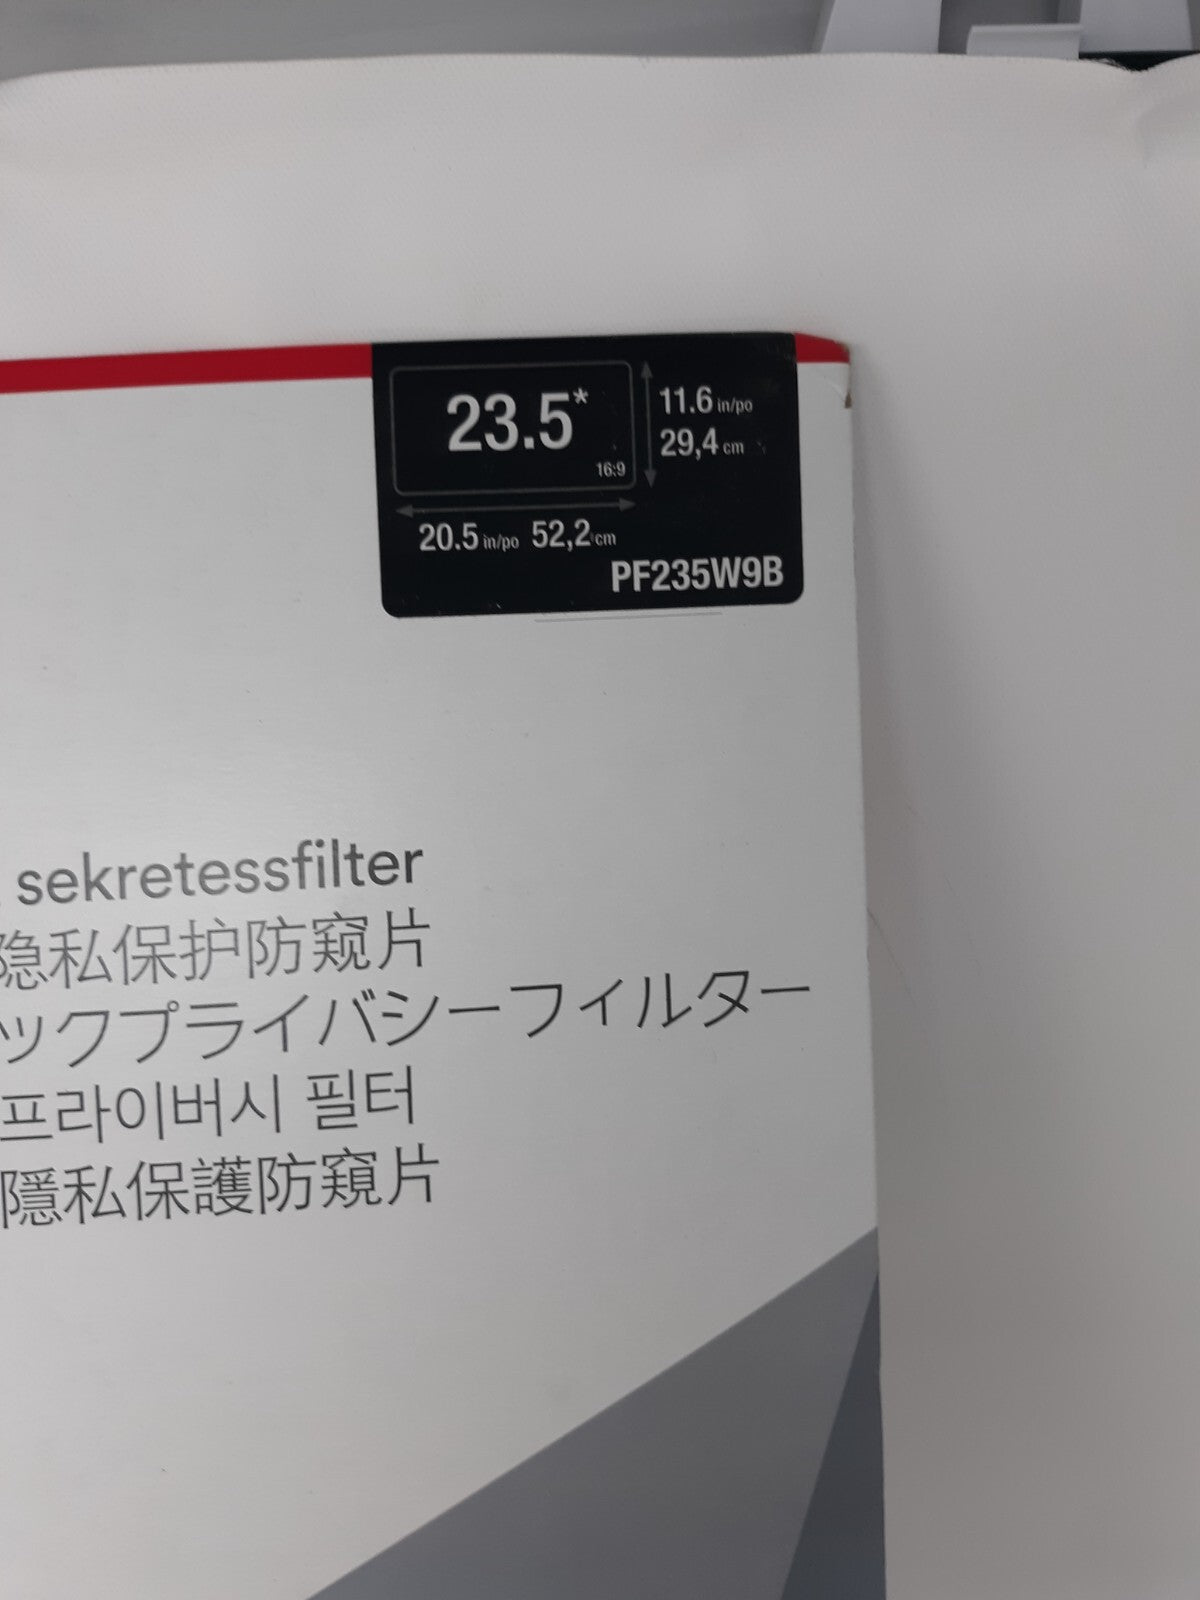 23.5*
16:9
11.6 in/po
29,4 cm
20.5 in/po 52,2 cm
PF235W9B
sekretessfilter
隐私保护防窥片
ックプライバシーフィルター
프라이버시 필터
隱私保護防窺片